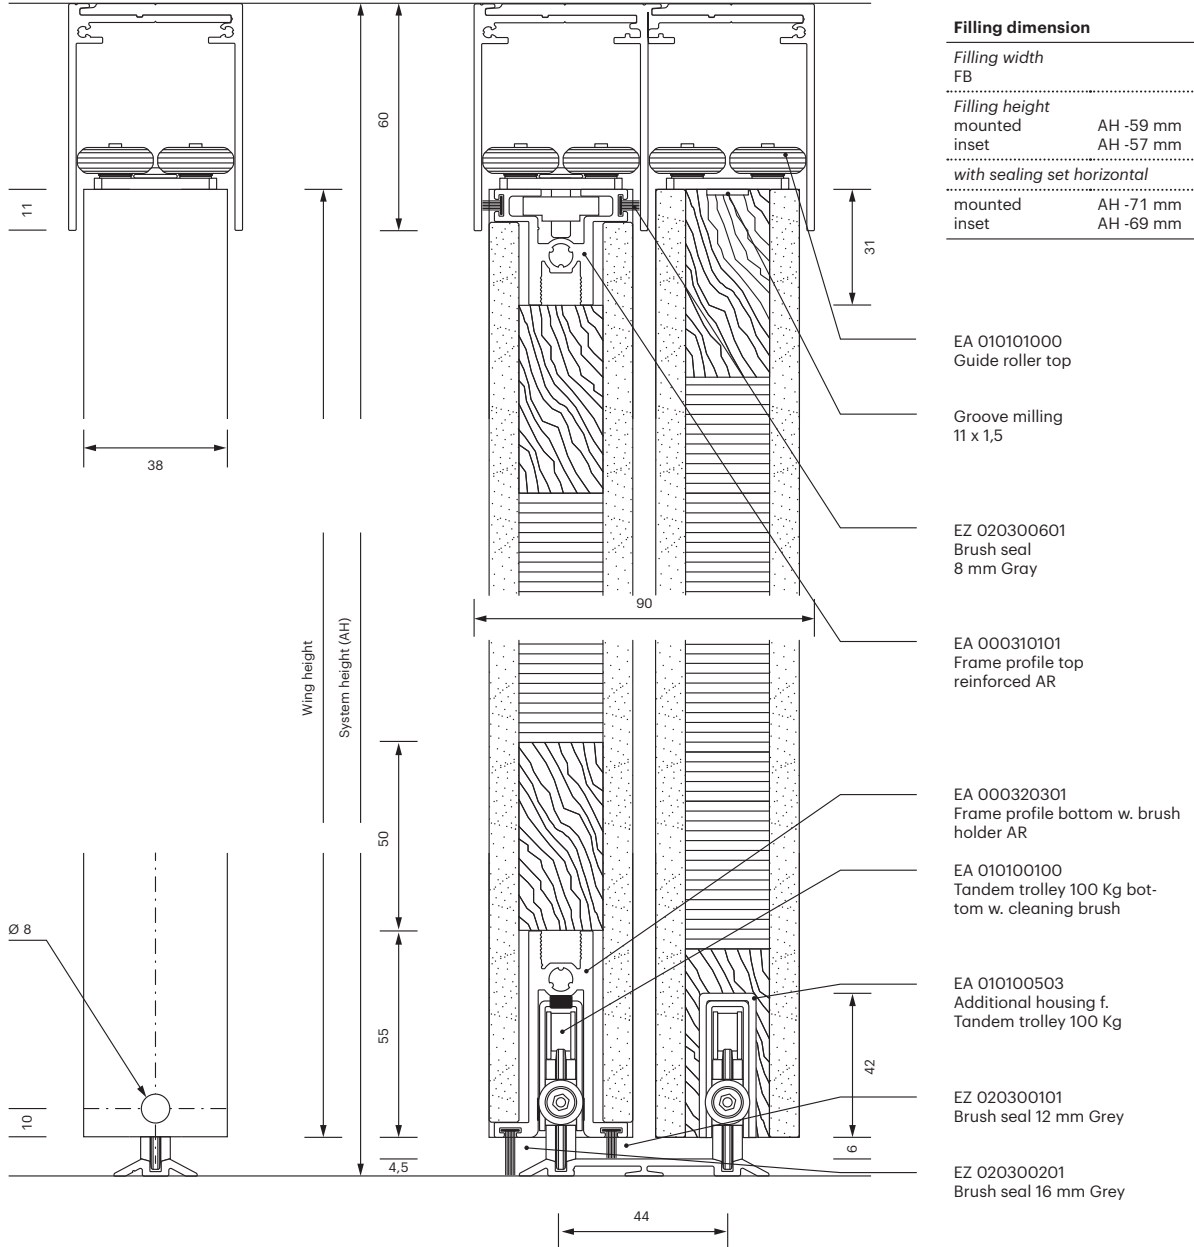 Filling dimension
Filling width
FB
Filling height
mounted AH -59 mm
inset AH -57 mm
with sealing set horizontal
mounted AH -71 mm
inset AH -69 mm
60
11
31
38
EA 010101000
Guide roller top
Groove milling
11 x 1,5
EZ 020300601
Brush seal
8 mm Gray
90
EA 000310101
Frame profile top
reinforced AR
Wing height
System height (AH)
EA 000320301
Frame profile bottom w. brush
holder AR
50
EA 010100100
Tandem trolley 100 Kg bot-
tom w. cleaning brush
Ø 8
EA 010100503
Additional housing f.
Tandem trolley 100 Kg
55
42
10
EZ 020300101
Brush seal 12 mm Grey
6
4,5
EZ 020300201
Brush seal 16 mm Grey
44